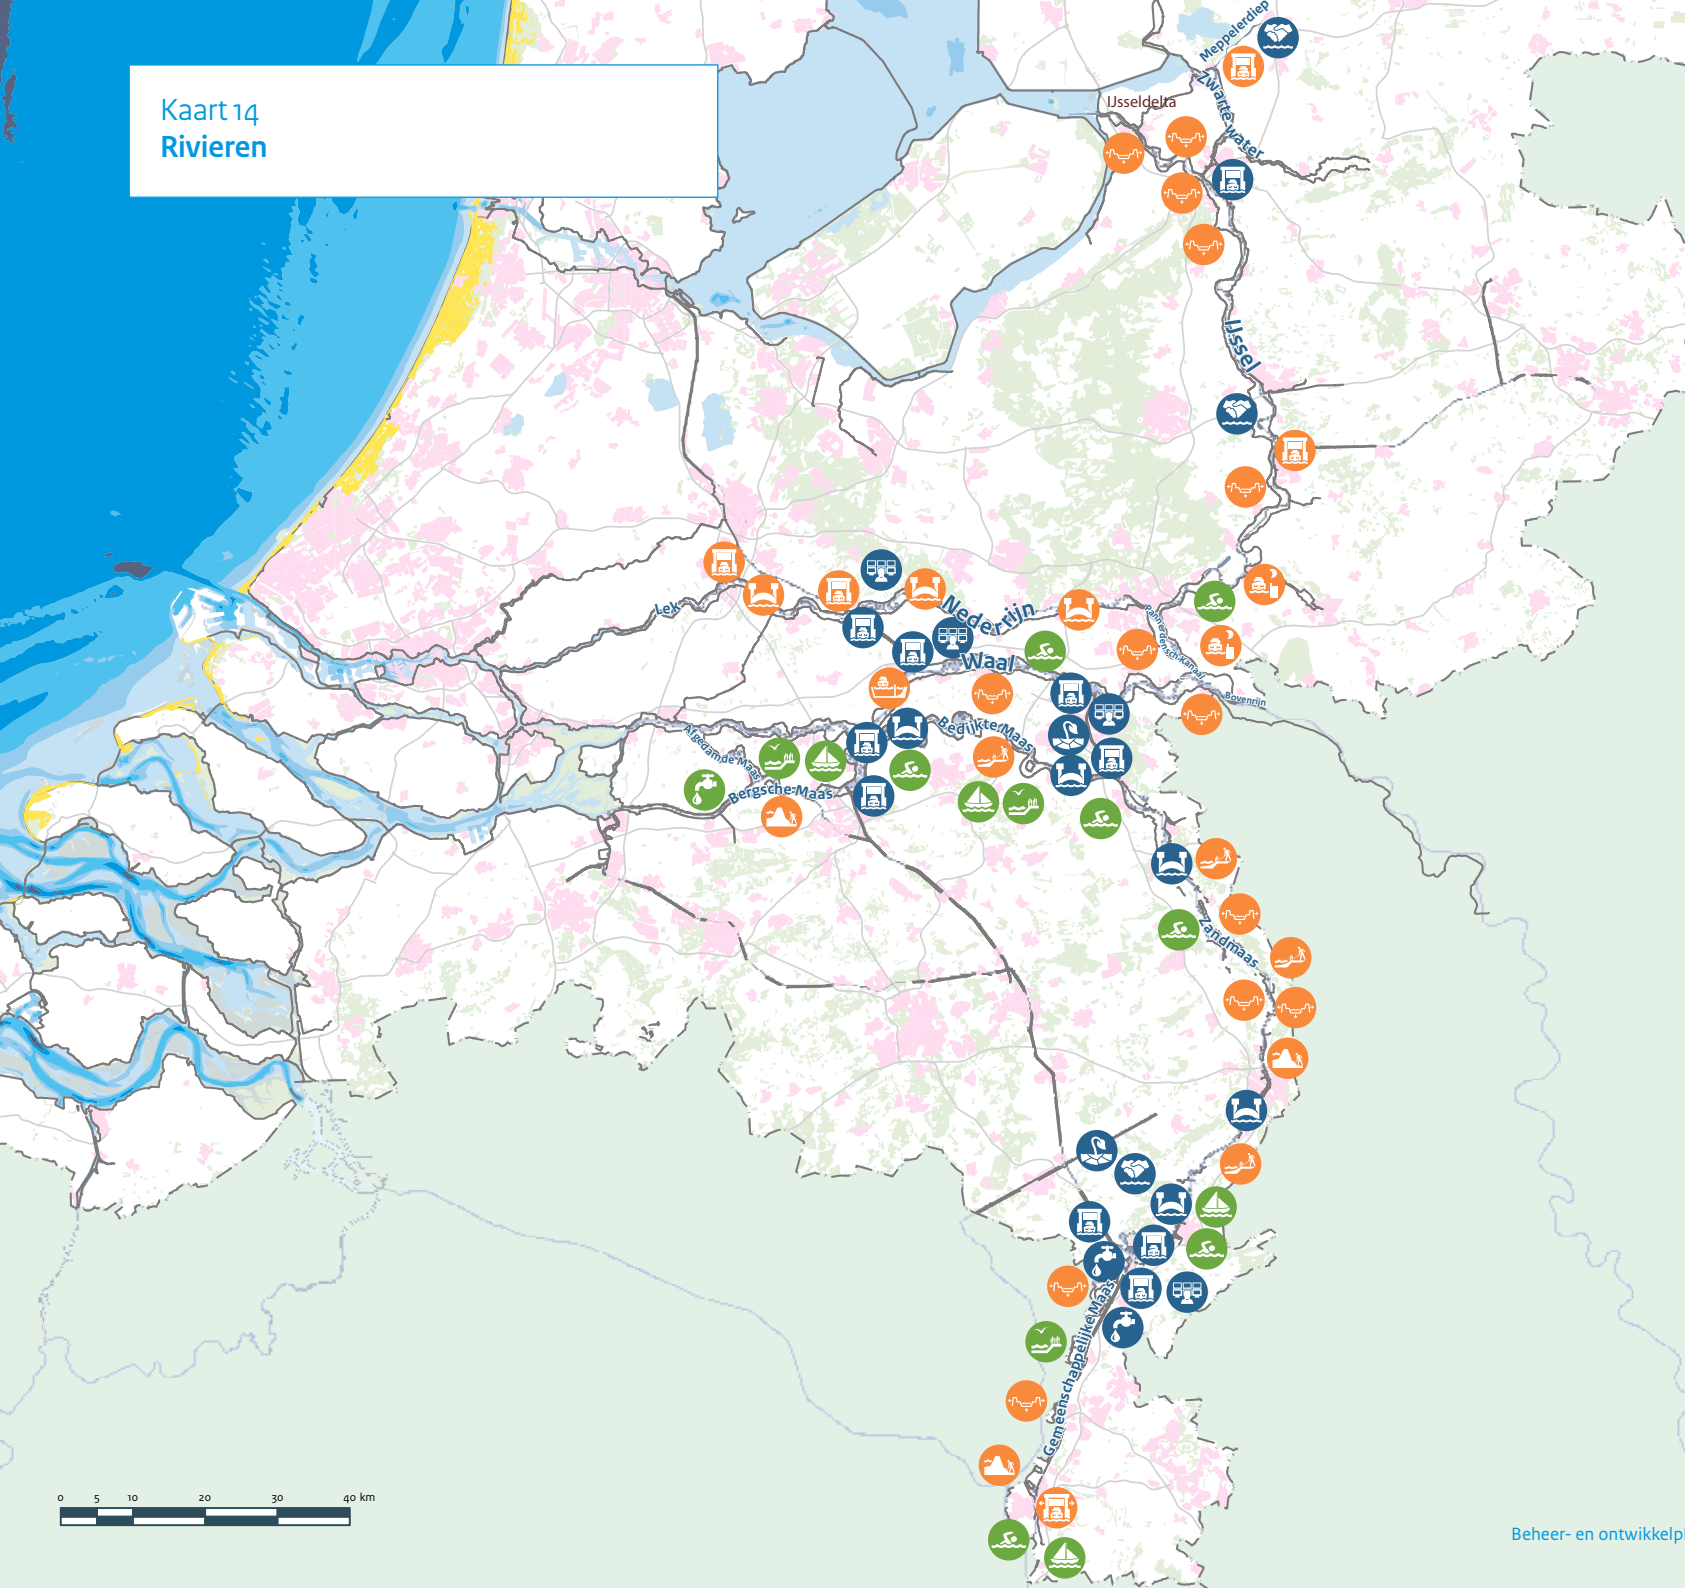 Kaart 14
Rivieren
Meppelerdiep
Zwarte water
IJsseldelta
IJssel
Lek
Nederrijn
Pannerdensch Kanaal
Waal
Bovenrijn
Afgedamde Maas
Bedijkte Maas
Bergsche Maas
Zandmaas
Gemeenschappelijke Maas
0 5 10 20 30 40 km
Beheer- en ontwikkelpl